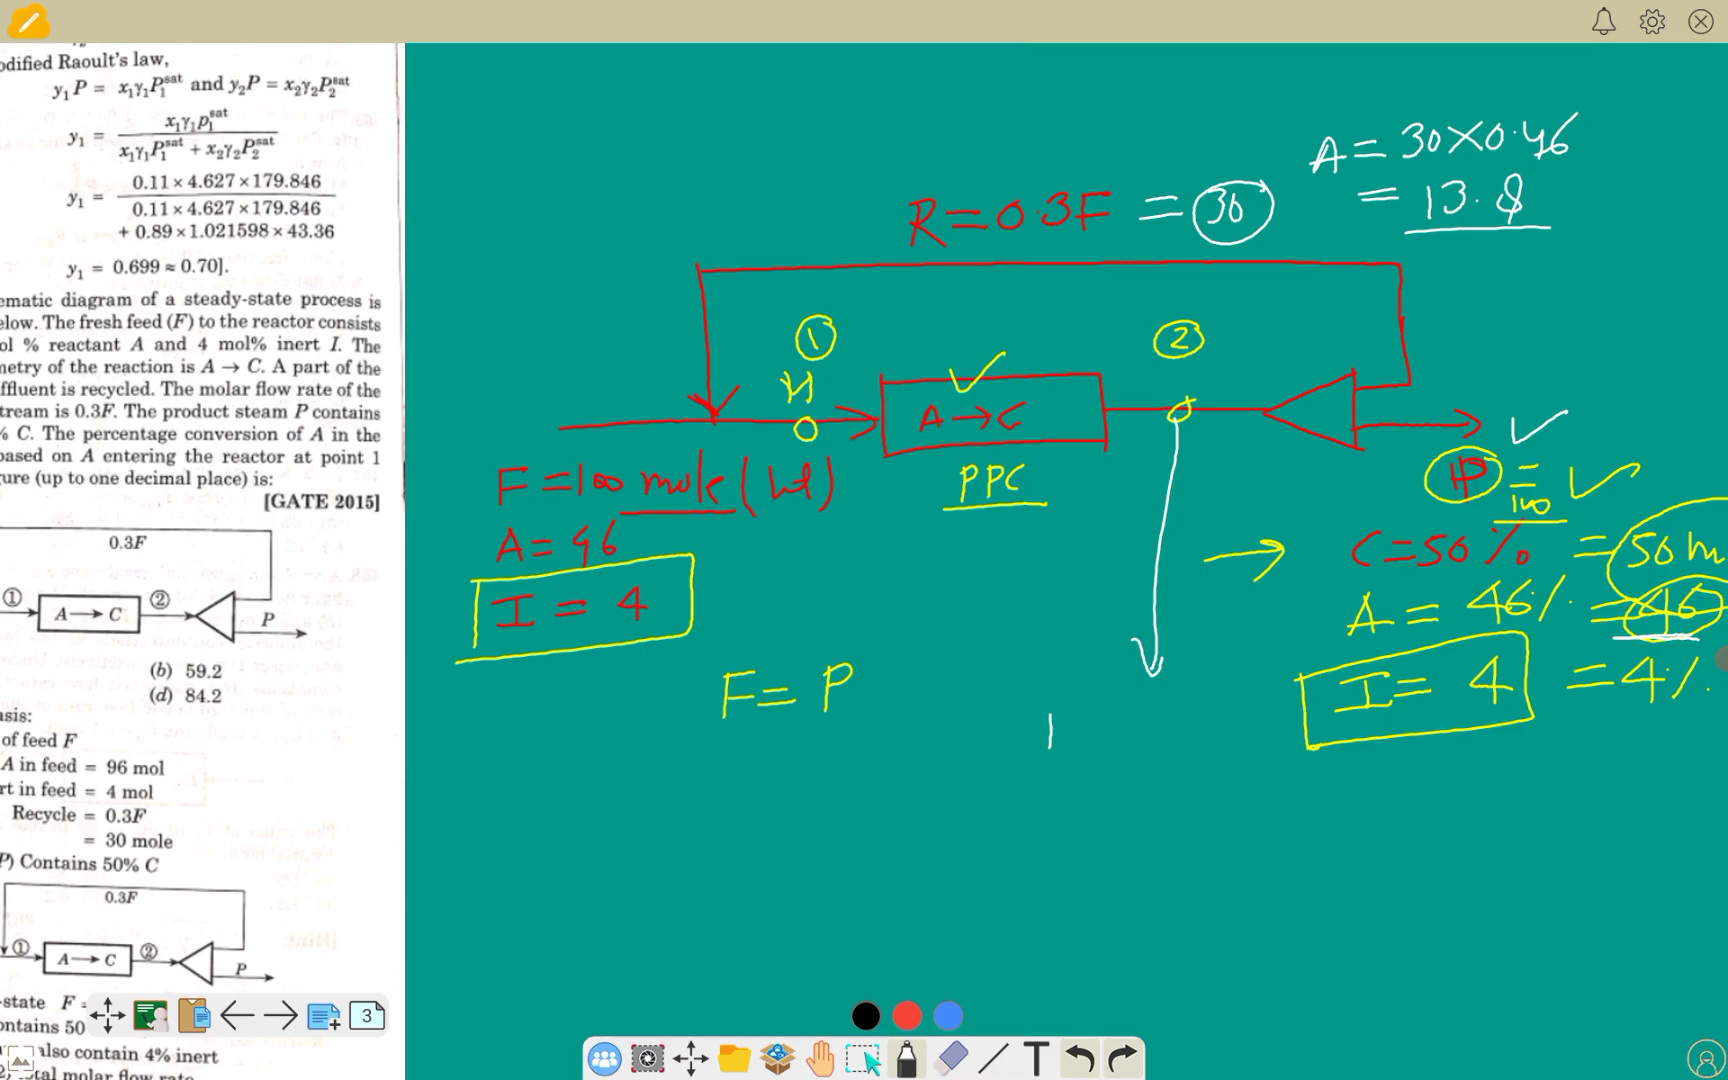 odified Raoult's law,
y₁P = x₁γ₁P₁ˢᵃᵗ and y₂P = x₂γ₂P₂ˢᵃᵗ
y₁ = x₁γ₁p₁ˢᵃᵗ / x₁γ₁P₁ˢᵃᵗ + x₂γ₂P₂ˢᵃᵗ
y₁ = 0.11 × 4.627 × 179.846 / 0.11 × 4.627 × 179.846
+ 0.89 × 1.021598 × 43.36
y₁ = 0.699 ≈ 0.70].
ematic diagram of a steady-state process is
elow. The fresh feed (F) to the reactor consists
ol % reactant A and 4 mol% inert I. The
metry of the reaction is A → C. A part of the
ffluent is recycled. The molar flow rate of the
tream is 0.3F. The product steam P contains
% C. The percentage conversion of A in the
based on A entering the reactor at point 1
ure (up to one decimal place) is:
[GATE 2015]
0.3F
① A → C ② P
(b) 59.2
(d) 84.2
asis:
of feed F
A in feed = 96 mol
rt in feed = 4 mol
Recycle = 0.3F
= 30 mole
P) Contains 50% C
0.3F
① A → C ② P
-state F =
ontains 50
also contain 4% inert
tal molar flow rate
3
A = 30 × 0.46
= 13.8
R = 0.3F = 30
① ②
M
A → C
PPC
F = 100 mole (Let)
A = 96
I = 4
F = P
P = 100
C = 50 % = 50 m
A = 46 % = 46
I = 4 = 4 %
T